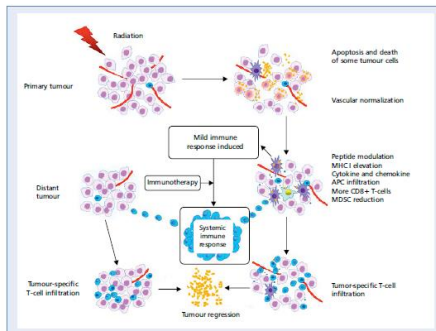 Radiation
Apoptosis and death
of some tumour cells
Primary tumour
Vascular normalization
Mild immune
response induced
Peptide modulation
MHC1 elevation
Cytokine and chemokine
APC infiltration
More CD8+ T-cells
MDSC reduction
Immunotherapy
Distant
tumour
Systemic
immune
response
Tumour-specific
T-cell infiltration
Tumor-specific T-cell
infiltration
Tumour regression